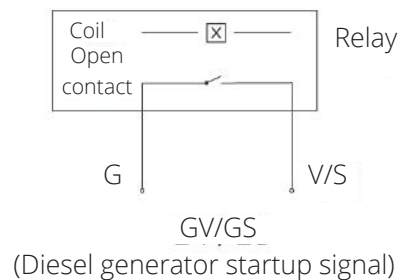 Coil
Open
contact
X
Relay
G
V/S
GV/GS
(Diesel generator startup signal)